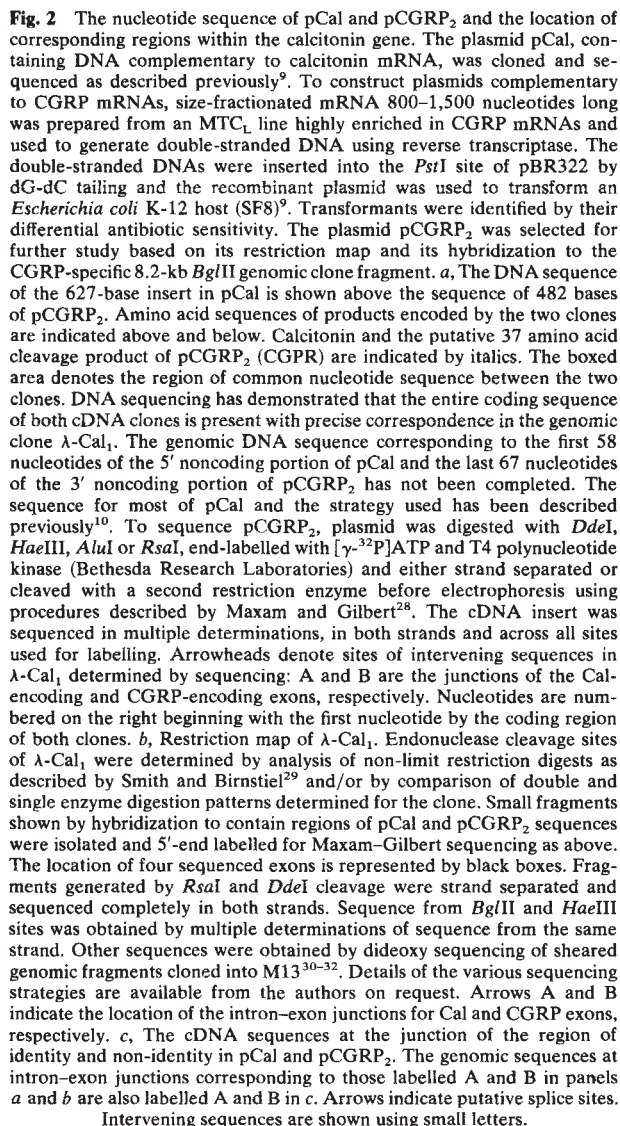 Fig. 2 The nucleotide sequence of pCal and pCGRP₂ and the location of
corresponding regions within the calcitonin gene. The plasmid pCal, con-
taining DNA complementary to calcitonin mRNA, was cloned and se-
quenced as described previously⁹. To construct plasmids complementary
to CGRP mRNAs, size-fractionated mRNA 800–1,500 nucleotides long
was prepared from an MTC_L line highly enriched in CGRP mRNAs and
used to generate double-stranded DNA using reverse transcriptase. The
double-stranded DNAs were inserted into the PstI site of pBR322 by
dG-dC tailing and the recombinant plasmid was used to transform an
Escherichia coli K-12 host (SF8)⁹. Transformants were identified by their
differential antibiotic sensitivity. The plasmid pCGRP₂ was selected for
further study based on its restriction map and its hybridization to the
CGRP-specific 8.2-kb BglII genomic clone fragment. a, The DNA sequence
of the 627-base insert in pCal is shown above the sequence of 482 bases
of pCGRP₂. Amino acid sequences of products encoded by the two clones
are indicated above and below. Calcitonin and the putative 37 amino acid
cleavage product of pCGRP₂ (CGPR) are indicated by italics. The boxed
area denotes the region of common nucleotide sequence between the two
clones. DNA sequencing has demonstrated that the entire coding sequence
of both cDNA clones is present with precise correspondence in the genomic
clone λ-Cal₁. The genomic DNA sequence corresponding to the first 58
nucleotides of the 5′ noncoding portion of pCal and the last 67 nucleotides
of the 3′ noncoding portion of pCGRP₂ has not been completed. The
sequence for most of pCal and the strategy used has been described
previously¹⁰. To sequence pCGRP₂, plasmid was digested with DdeI,
HaeIII, AluI or RsaI, end-labelled with [γ-³²P]ATP and T4 polynucleotide
kinase (Bethesda Research Laboratories) and either strand separated or
cleaved with a second restriction enzyme before electrophoresis using
procedures described by Maxam and Gilbert²⁸. The cDNA insert was
sequenced in multiple determinations, in both strands and across all sites
used for labelling. Arrowheads denote sites of intervening sequences in
λ-Cal₁ determined by sequencing: A and B are the junctions of the Cal-
encoding and CGRP-encoding exons, respectively. Nucleotides are num-
bered on the right beginning with the first nucleotide by the coding region
of both clones. b, Restriction map of λ-Cal₁. Endonuclease cleavage sites
of λ-Cal₁ were determined by analysis of non-limit restriction digests as
described by Smith and Birnstiel²⁹ and/or by comparison of double and
single enzyme digestion patterns determined for the clone. Small fragments
shown by hybridization to contain regions of pCal and pCGRP₂ sequences
were isolated and 5′-end labelled for Maxam–Gilbert sequencing as above.
The location of four sequenced exons is represented by black boxes. Frag-
ments generated by RsaI and DdeI cleavage were strand separated and
sequenced completely in both strands. Sequence from BglII and HaeIII
sites was obtained by multiple determinations of sequence from the same
strand. Other sequences were obtained by dideoxy sequencing of sheared
genomic fragments cloned into M13³⁰⁻³². Details of the various sequencing
strategies are available from the authors on request. Arrows A and B
indicate the location of the intron–exon junctions for Cal and CGRP exons,
respectively. c, The cDNA sequences at the junction of the region of
identity and non-identity in pCal and pCGRP₂. The genomic sequences at
intron–exon junctions corresponding to those labelled A and B in panels
a and b are also labelled A and B in c. Arrows indicate putative splice sites.
Intervening sequences are shown using small letters.